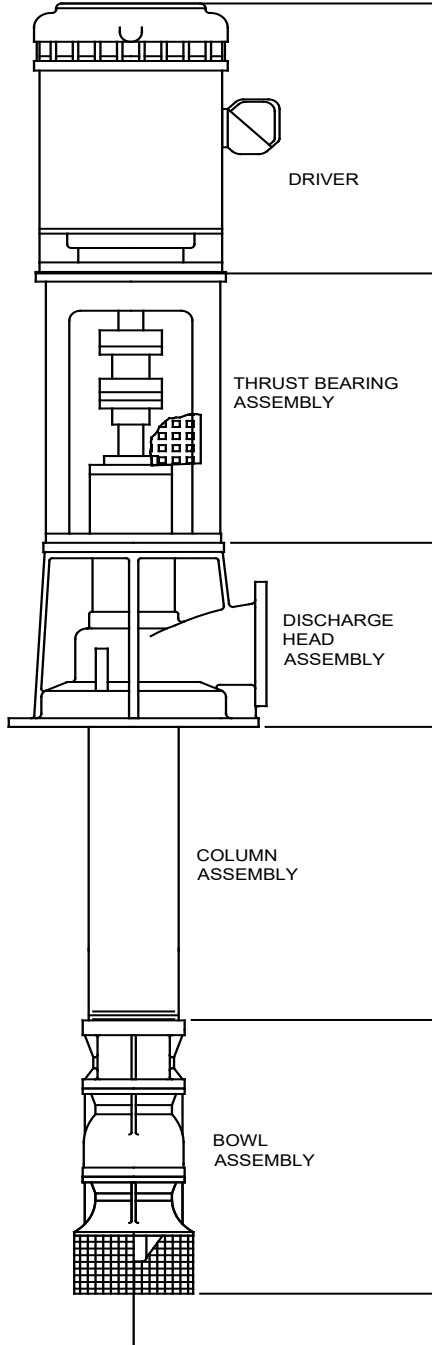 DRIVER
THRUST BEARING
ASSEMBLY
DISCHARGE
HEAD
ASSEMBLY
COLUMN
ASSEMBLY
BOWL
ASSEMBLY